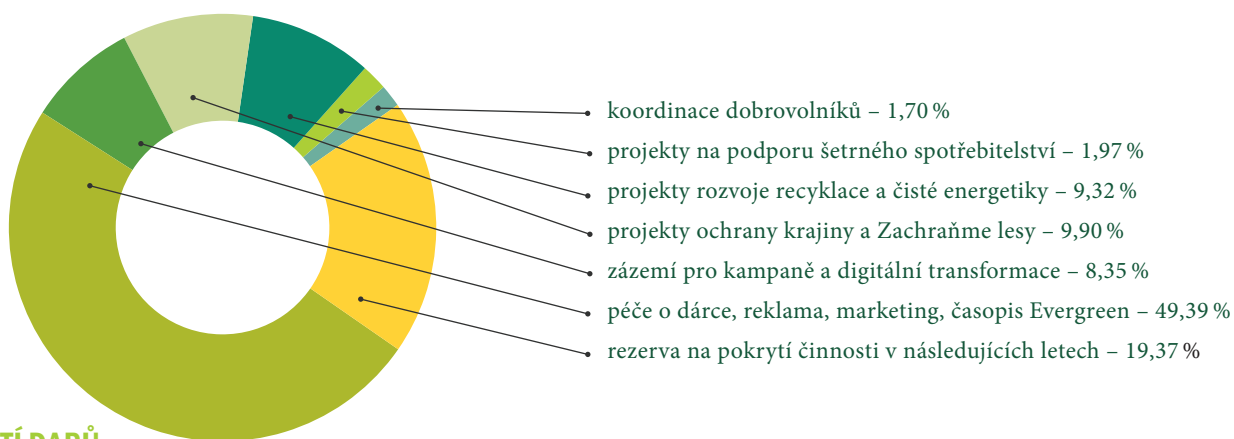 koordinace dobrovolníků – 1,70 %
projekty na podporu šetrného spotřebitelství – 1,97 %
projekty rozvoje recyklace a čisté energetiky – 9,32 %
projekty ochrany krajiny a Zachraňme lesy – 9,90 %
zázemí pro kampaně a digitální transformace – 8,35 %
péče o dárce, reklama, marketing, časopis Evergreen – 49,39 %
rezerva na pokrytí činnosti v následujících letech – 19,37 %
DARŮ